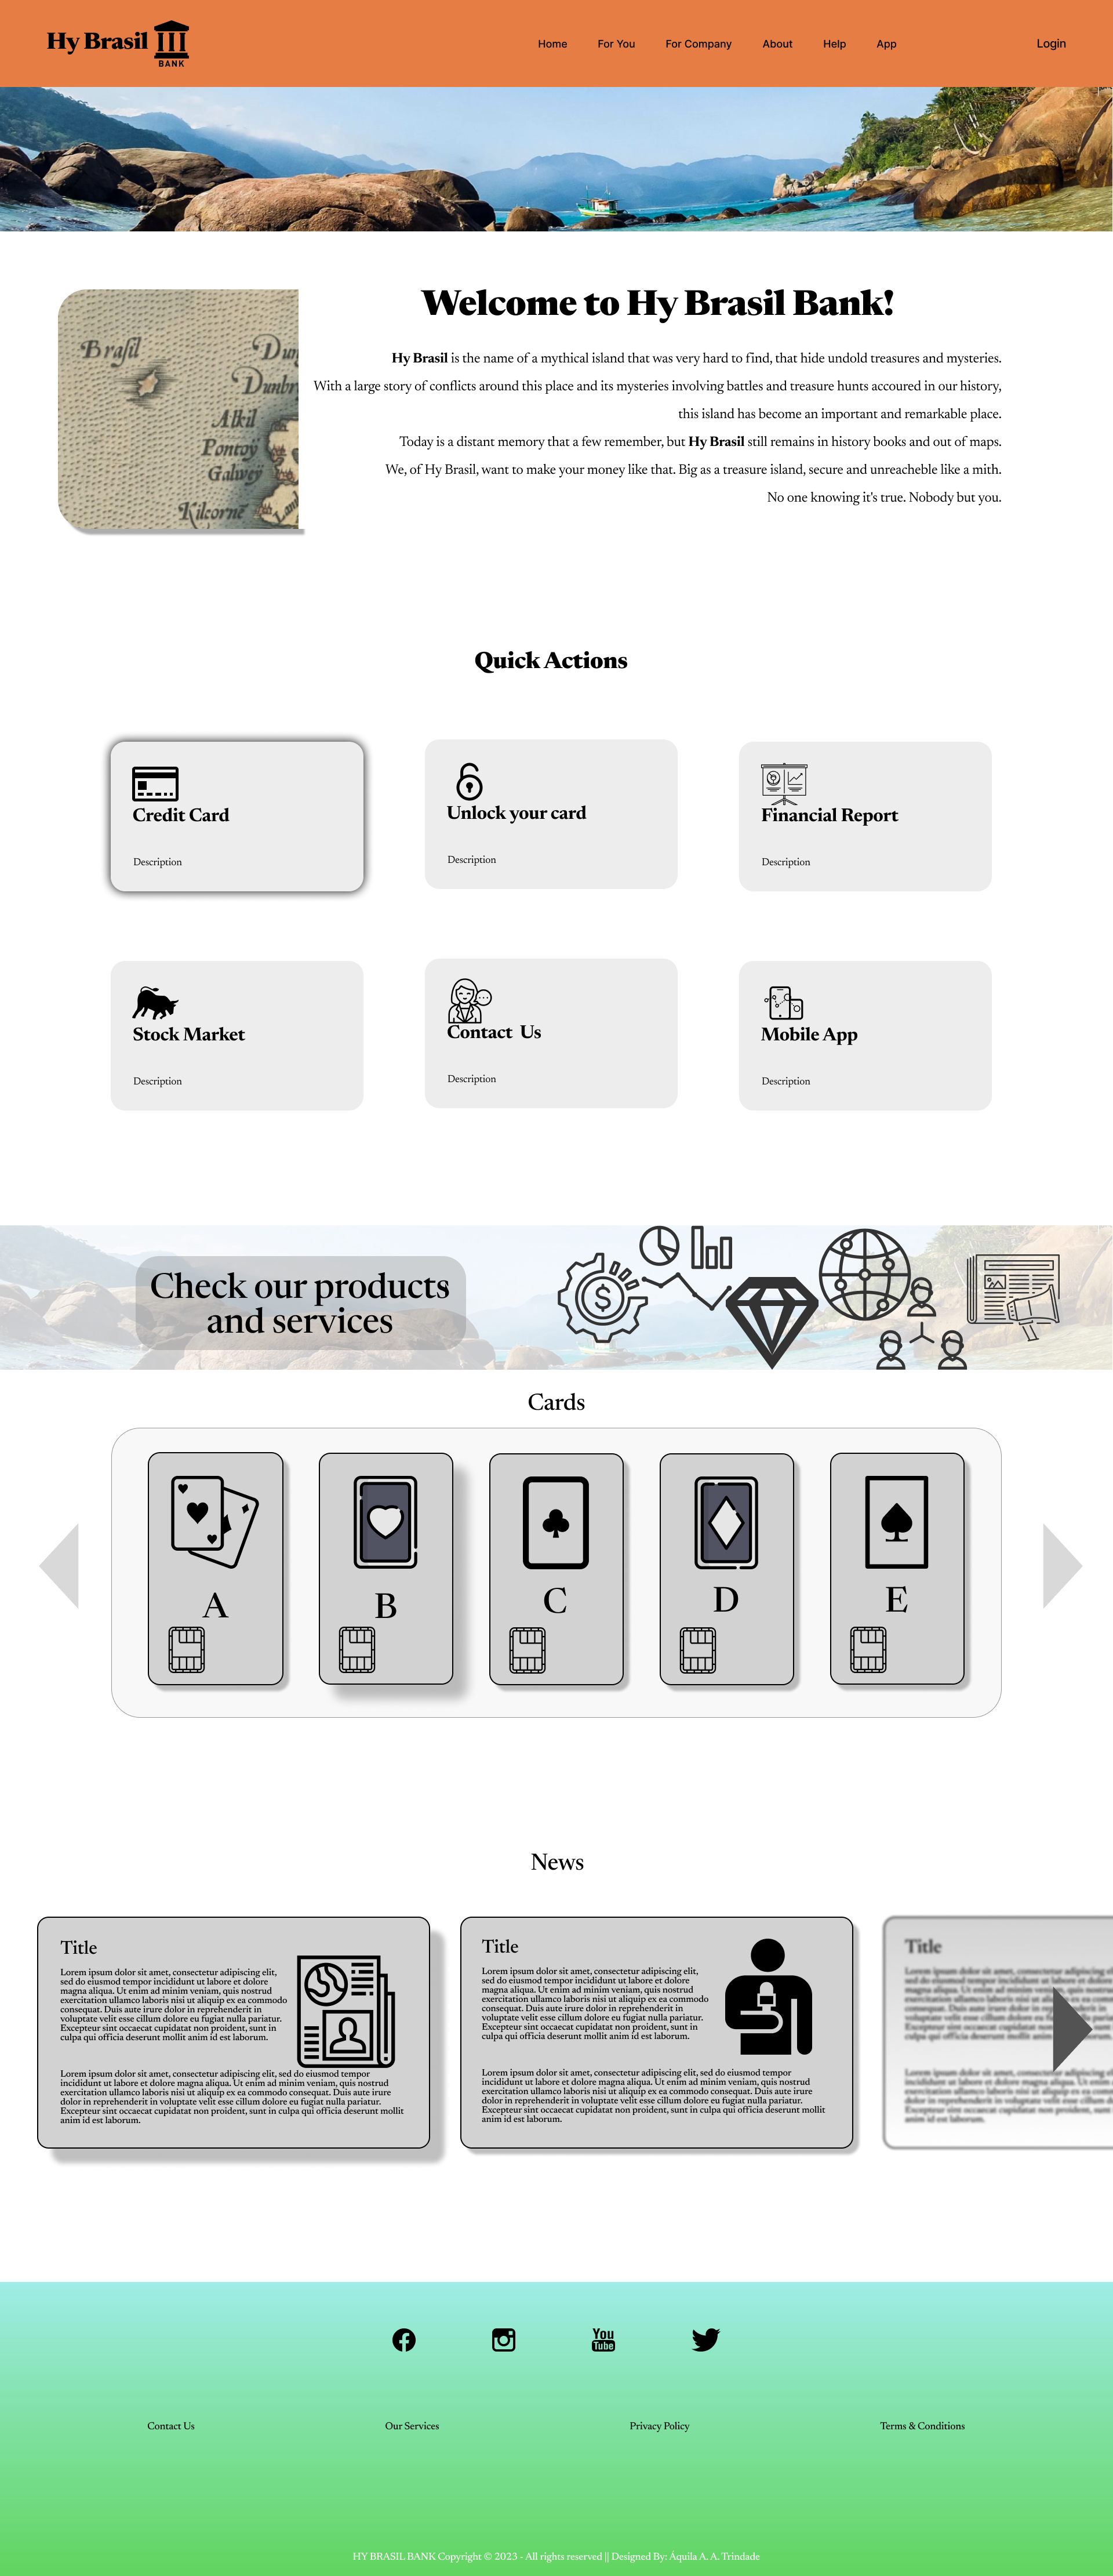 Hy Brasil
BANK
Home For You For Company About Help App Login
Brasil
Dun
Abil
Pontoy
Galwey
Kilcorne
Welcome to Hy Brasil Bank!
Hy Brasil is the name of a mythical island that was very hard to find, that hide undold treasures and mysteries.
With a large story of conflicts around this place and its mysteries involving battles and treasure hunts accoured in our history,
this island has become an important and remarkable place.
Today is a distant memory that a few remember, but Hy Brasil still remains in history books and out of maps.
We, of Hy Brasil, want to make your money like that. Big as a treasure island, secure and unreacheble like a mith.
No one knowing it's true. Nobody but you.
Quick Actions
Credit Card
Description
Unlock your card
Description
Financial Report
Description
Stock Market
Description
Contact Us
Description
Mobile App
Description
Check our products
and services
$
Cards
A
B
C
D
E
News
Title
Lorem ipsum dolor sit amet, consectetur adipiscing elit,
sed do eiusmod tempor incididunt ut labore et dolore
magna aliqua. Ut enim ad minim veniam, quis nostrud
exercitation ullamco laboris nisi ut aliquip ex ea commodo
consequat. Duis aute irure dolor in reprehenderit in
voluptate velit esse cillum dolore eu fugiat nulla pariatur.
Excepteur sint occaecat cupidatat non proident, sunt in
culpa qui officia deserunt mollit anim id est laborum.
Lorem ipsum dolor sit amet, consectetur adipiscing elit, sed do eiusmod tempor
incididunt ut labore et dolore magna aliqua. Ut enim ad minim veniam, quis nostrud
exercitation ullamco laboris nisi ut aliquip ex ea commodo consequat. Duis aute irure
dolor in reprehenderit in voluptate velit esse cillum dolore eu fugiat nulla pariatur.
Excepteur sint occaecat cupidatat non proident, sunt in culpa qui officia deserunt mollit
anim id est laborum.
Title
Lorem ipsum dolor sit amet, consectetur adipiscing elit,
sed do eiusmod tempor incididunt ut labore et dolore
magna aliqua. Ut enim ad minim veniam, quis nostrud
exercitation ullamco laboris nisi ut aliquip ex ea commodo
consequat. Duis aute irure dolor in reprehenderit in
voluptate velit esse cillum dolore eu fugiat nulla pariatur.
Excepteur sint occaecat cupidatat non proident, sunt in
culpa qui officia deserunt mollit anim id est laborum.
Lorem ipsum dolor sit amet, consectetur adipiscing elit, sed do eiusmod tempor
incididunt ut labore et dolore magna aliqua. Ut enim ad minim veniam, quis nostrud
exercitation ullamco laboris nisi ut aliquip ex ea commodo consequat. Duis aute irure
dolor in reprehenderit in voluptate velit esse cillum dolore eu fugiat nulla pariatur.
Excepteur sint occaecat cupidatat non proident, sunt in culpa qui officia deserunt mollit
anim id est laborum.
Title
You
Tube
Contact Us Our Services Privacy Policy Terms & Conditions
HY BRASIL BANK Copyright © 2023 - All rights reserved || Designed By: Áquila A. A. Trindade